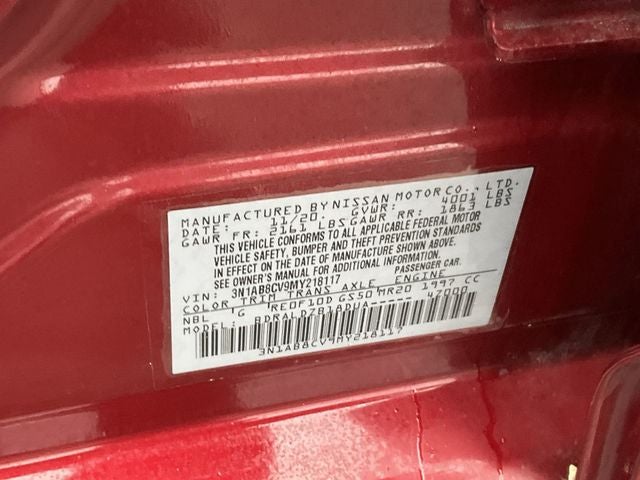 MANUFACTURED BY NISSAN MOTOR CO., LTD.
DATE: 11/20. GVWR: 4001 LBS
GAWR FR: 2161 LBS GAWR RR: 1863 LBS
THIS VEHICLE CONFORMS TO ALL APPLICABLE FEDERAL MOTOR
VEHICLE SAFETY, BUMPER AND THEFT PREVENTION STANDARDS
IN EFFECT ON THE DATE OF MANUFACTURE SHOWN ABOVE.
SEE OWNER'S MANUAL FOR ADDITIONAL INFORMATION.
VIN: 3N1AB8CV9MY218117 PASSENGER CAR.
COLOR TRIM TRANS AXLE ENGINE
NBL G RE0F10D GS50 MR20 1997 CC
MODEL: BDRALDZB18DUA----- 47000
3N1AB8CV9MY218117